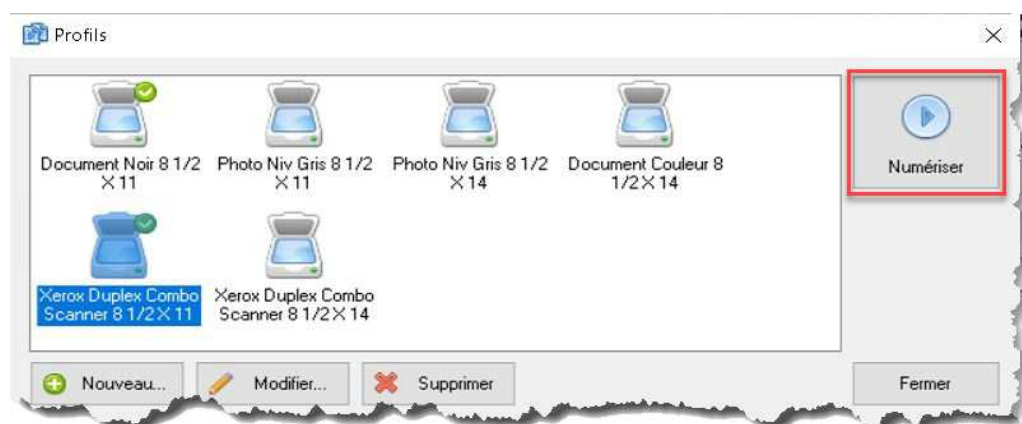 Profils
Document Noir 8 1/2
X 11
Photo Niv Gris 8 1/2
X 11
Photo Niv Gris 8 1/2
X 14
Document Couleur 8
1/2 X 14
Numériser
Xerox Duplex Combo
Scanner 8 1/2 X 11
Xerox Duplex Combo
Scanner 8 1/2 X 14
Nouveau...
Modifier...
Supprimer
Fermer